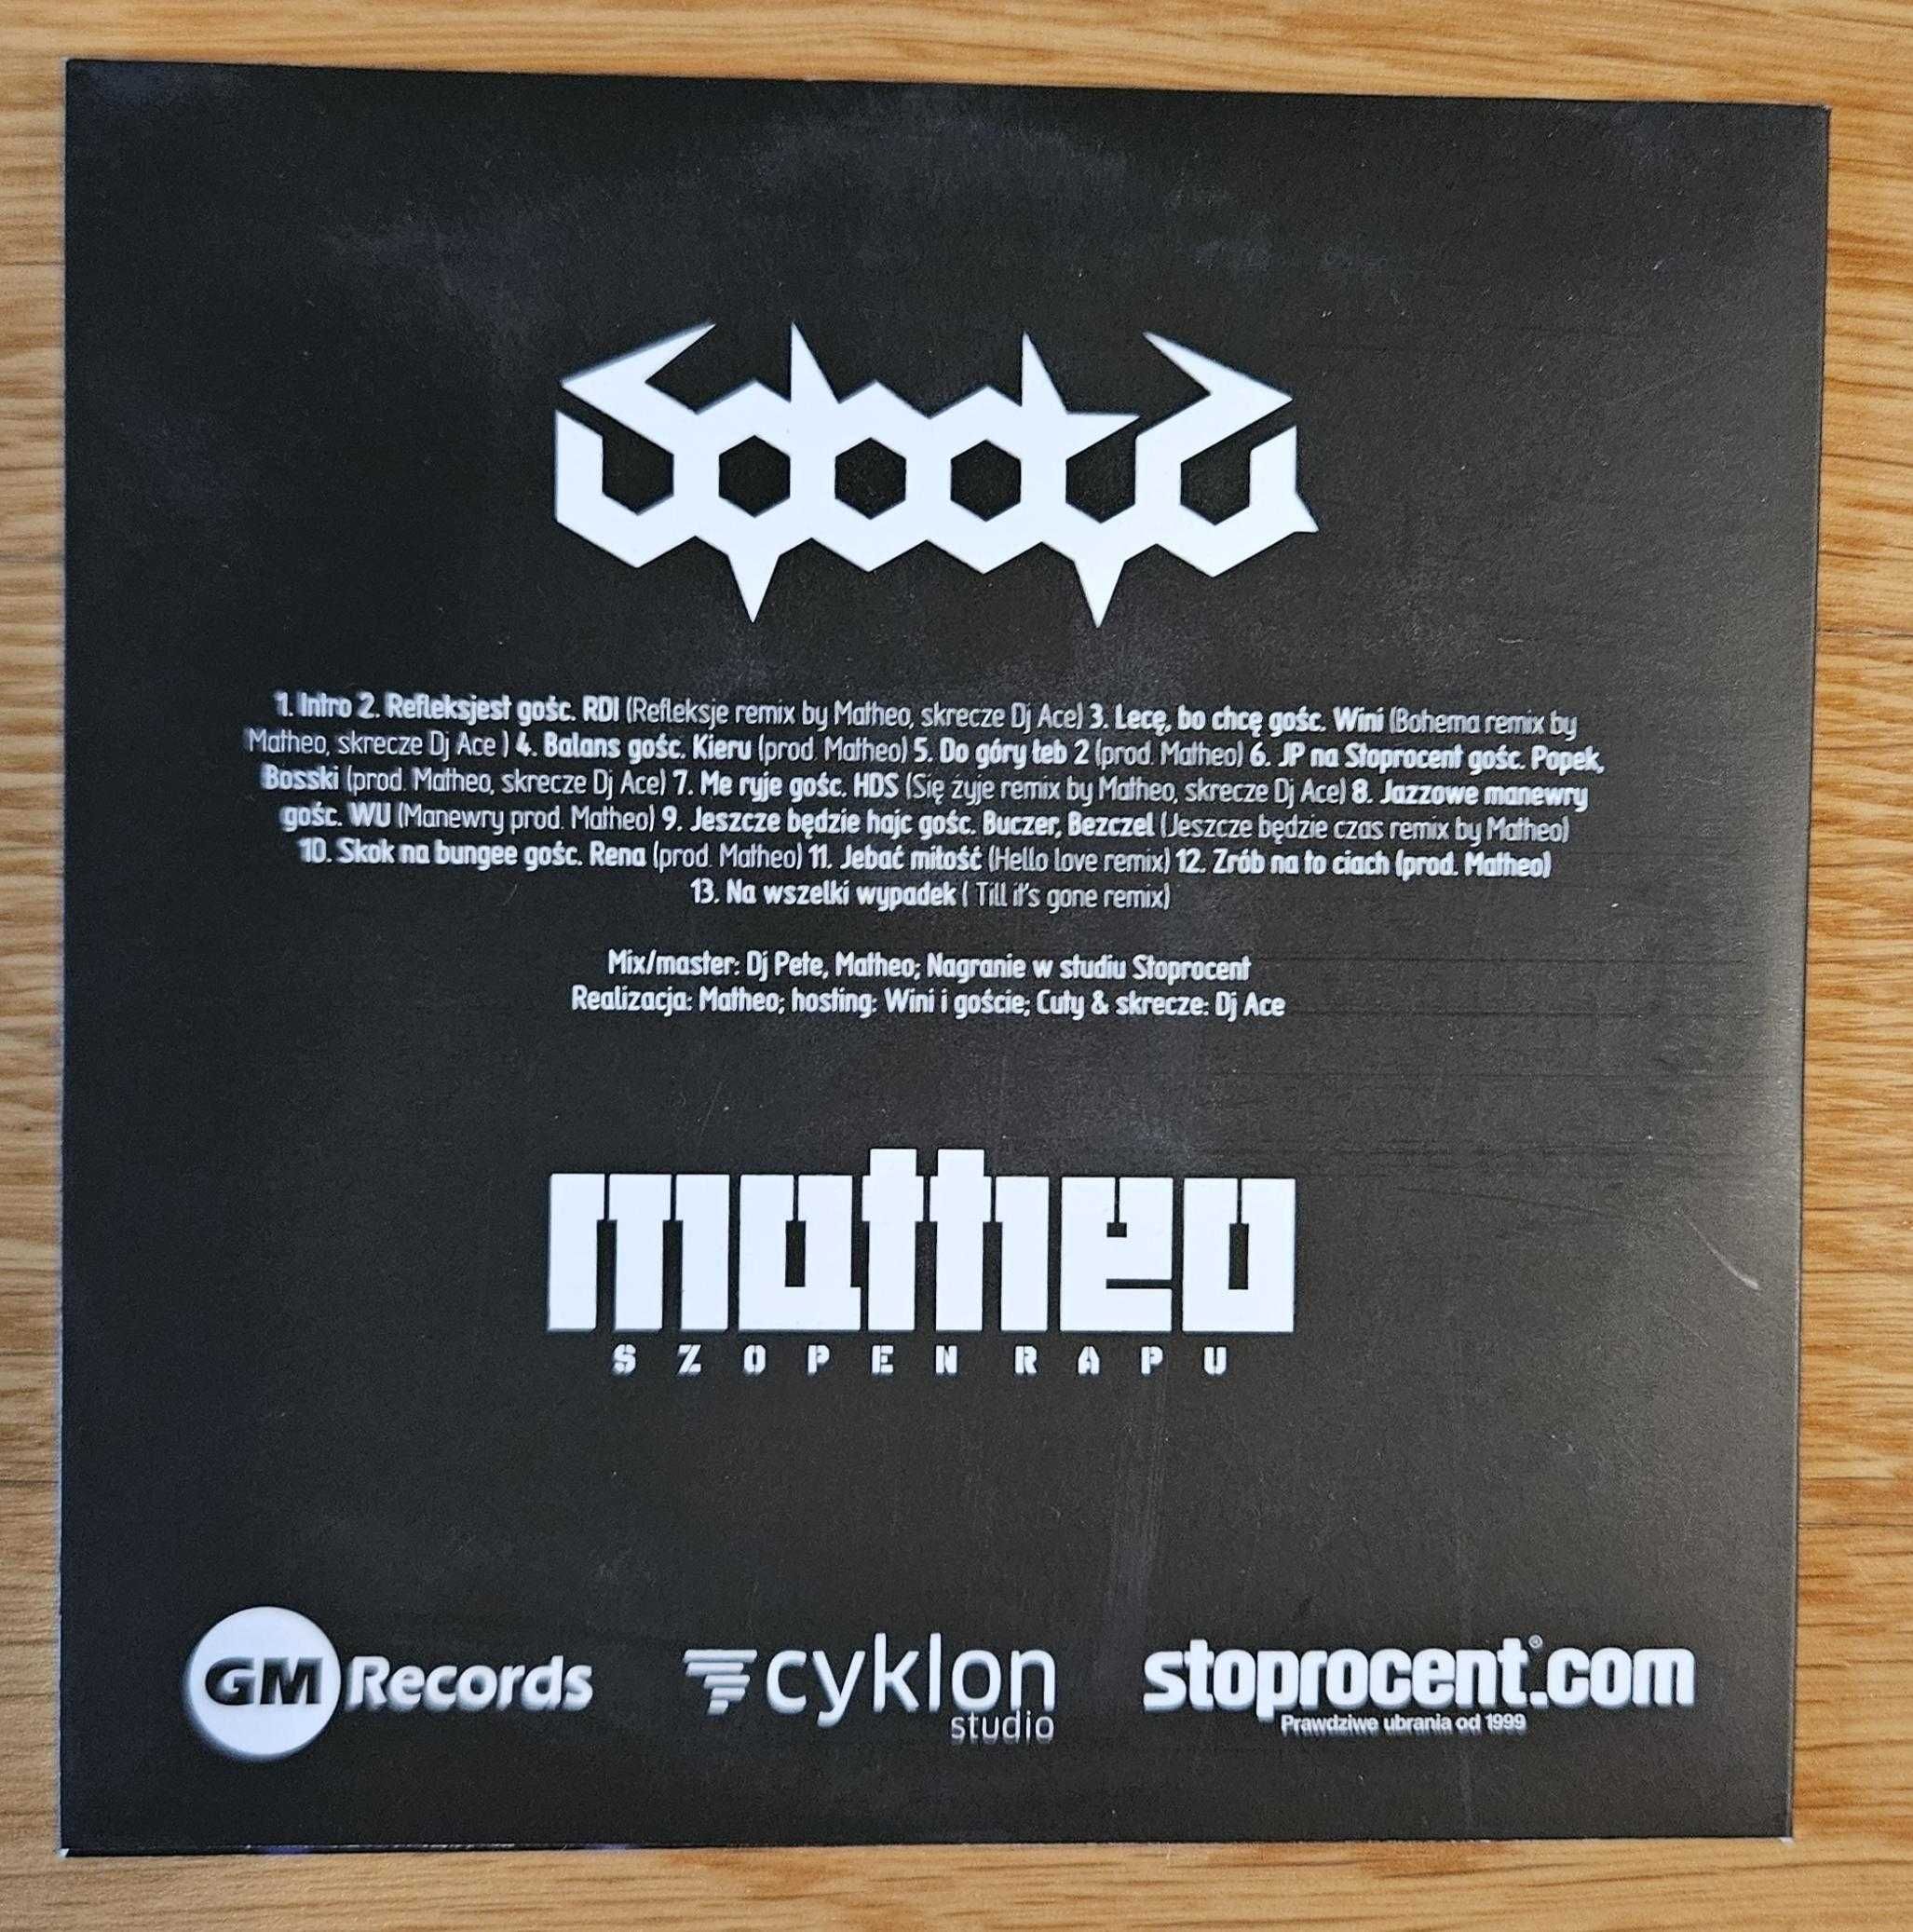 Sobota
1. Intro 2. Refleksjest gośc. RDI (Refleksje remix by Matheo, skrecze Dj Ace) 3. Lecę, bo chcę gośc. Wini (Bohema remix by
Matheo, skrecze Dj Ace ) 4. Balans gośc. Kieru (prod. Matheo) 5. Do góry łeb 2 (prod. Matheo) 6. JP na Stoprocent gośc. Popek,
Bosski (prod. Matheo, skrecze Dj Ace) 7. Me ryje gośc. HDS (Się żyje remix by Matheo, skrecze Dj Ace) 8. Jazzowe manewry
gośc. WU (Manewry prod. Matheo) 9. Jeszcze będzie hajc gośc. Buczer, Bezczel (Jeszcze będzie czas remix by Matheo)
10. Skok na bungee gośc. Rena (prod. Matheo) 11. Jebać miłość (Hello love remix) 12. Zrób na to ciach (prod. Matheo)
13. Na wszelki wypadek ( Till it's gone remix)
Mix/master: Dj Pete, Matheo; Nagranie w studiu Stoprocent
Realizacja: Matheo; hosting: Wini i goście; Cuty & skrecze: Dj Ace
matheo
SZOPEN RAPU
GM Records
cyklon
studio
stoprocent®.com
Prawdziwe ubrania od 1999